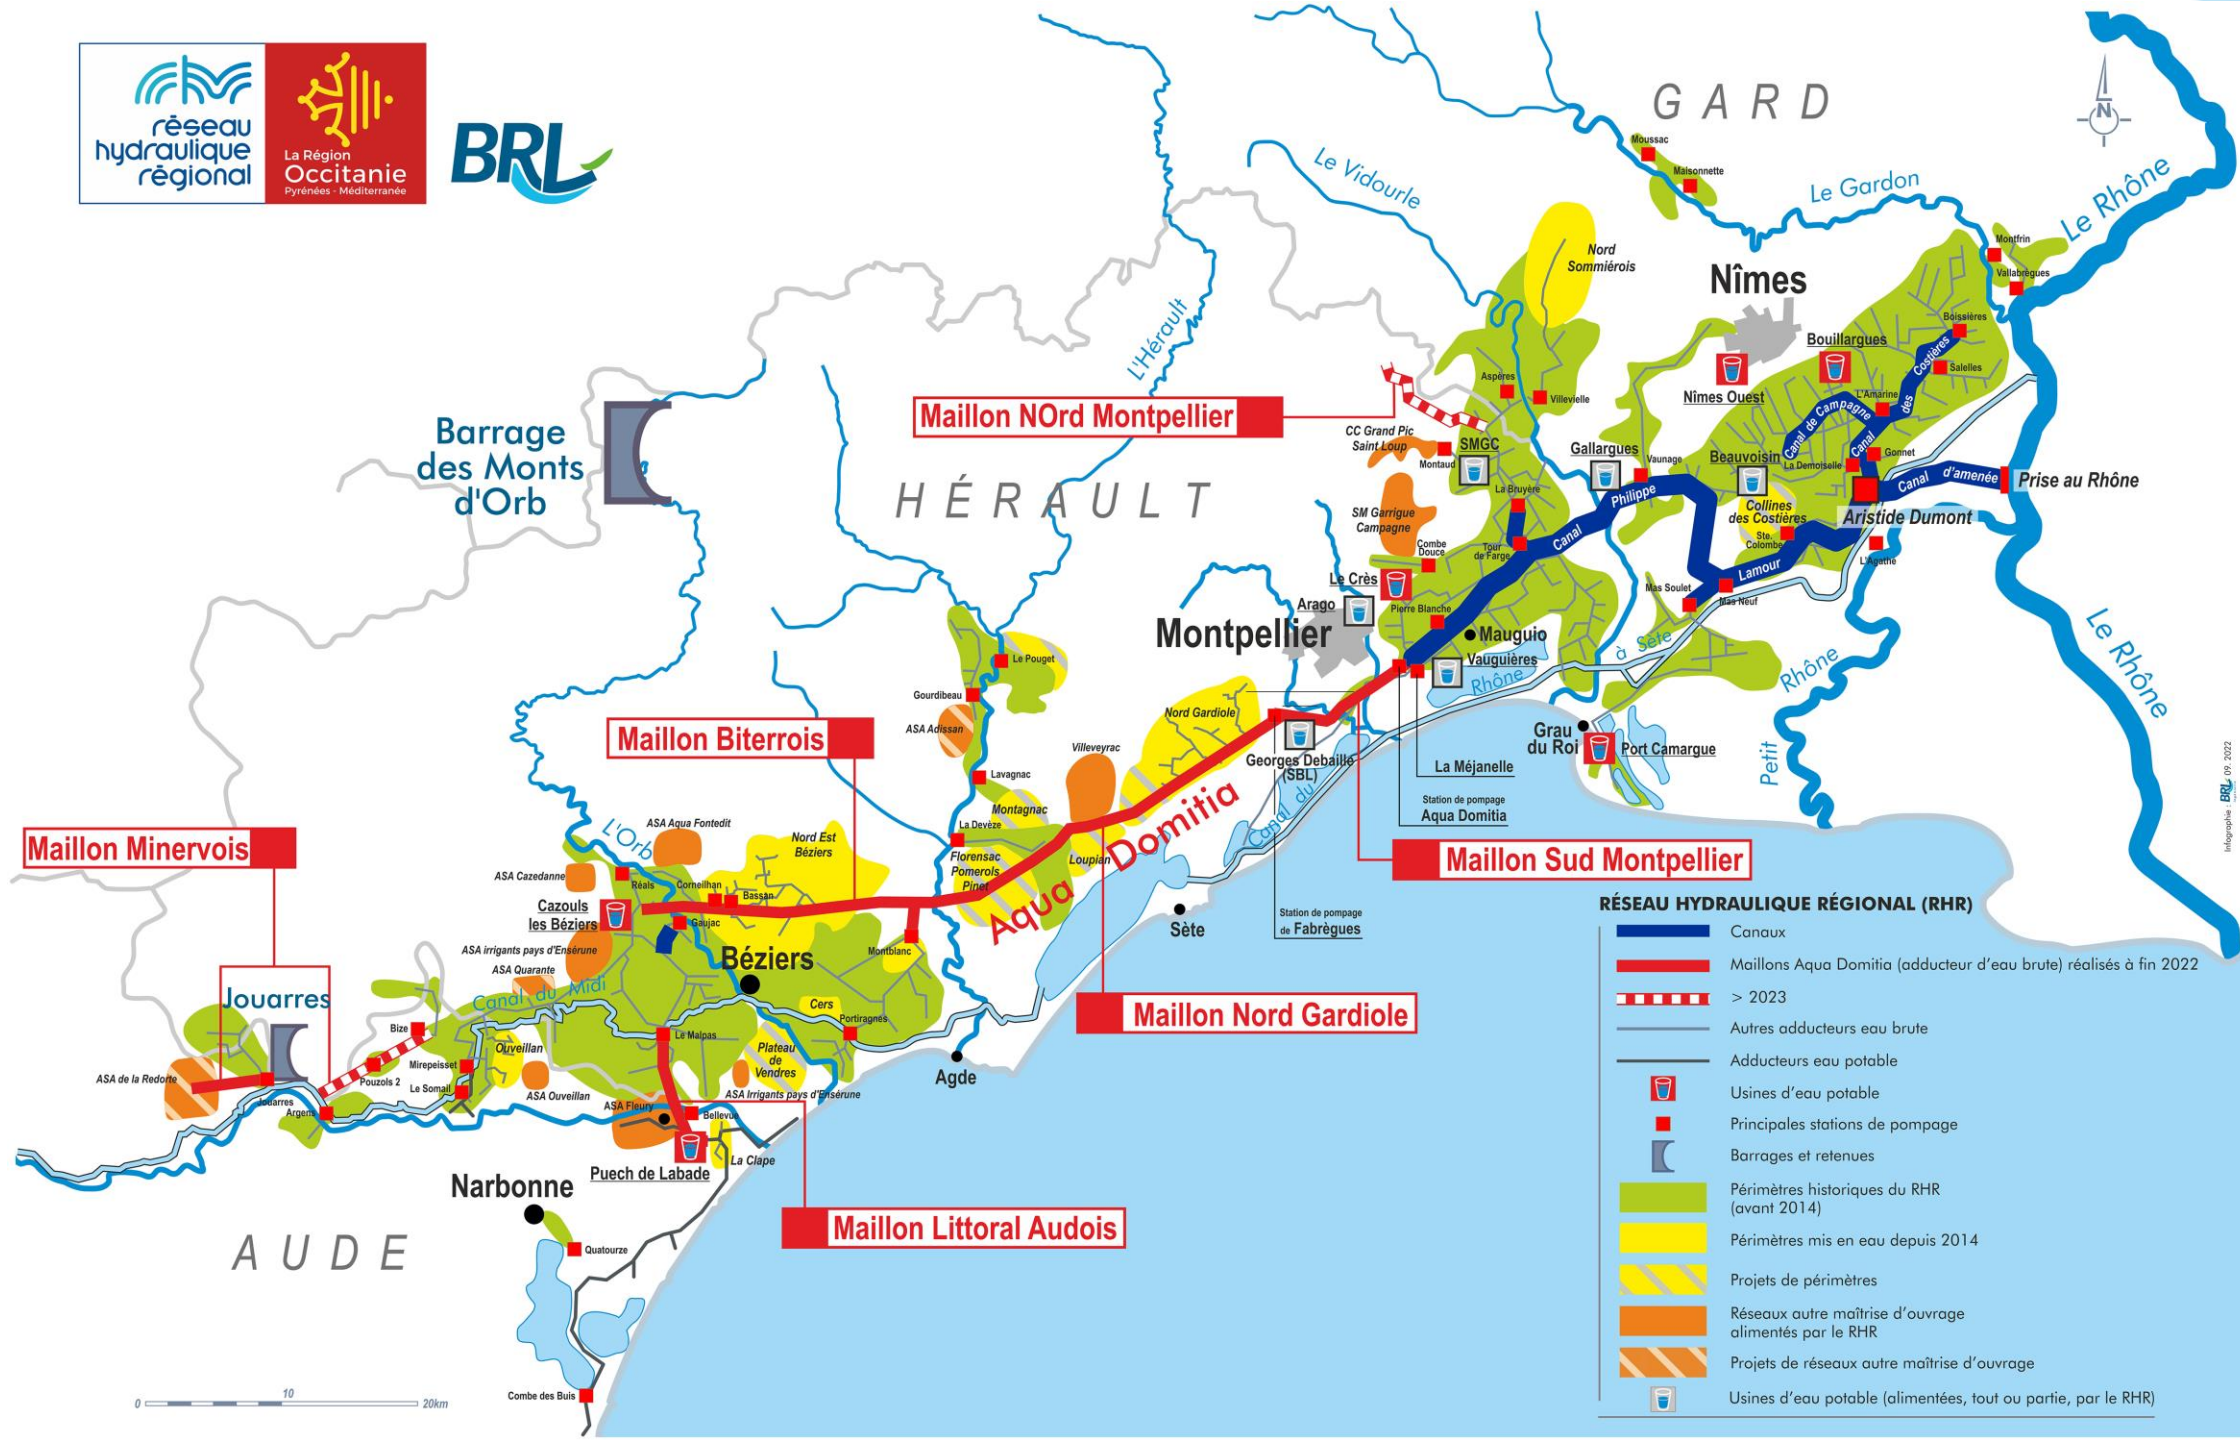 réseau
hydraulique
régional
La Région
Occitanie
Pyrénées - Méditerranée
BRL
GARD
N
Moussac
Maisonnette
Le Vidourle
Le Gardon
Le Rhône
Montfrin
Vallabrègues
Nord
Sommiérois
Nîmes
Boissières
Bouillargues
Costières
Salelles
L'Hérault
Nîmes Ouest
L'Amarine
des
Canal de Campagne
Canal
Aspères
Villevielle
Maillon NOrd Montpellier
Barrage
des Monts
d'Orb
CC Grand Pic
Saint Loup
SMGC
Montaud
Gallargues
Vaunage
Beauvoisin
La Demoiselle
Gonnet
Canal d'amenée
Prise au Rhône
HÉRAULT
La Bruyère
Philippe
Collines
des Costières
Aristide Dumont
SM Garrigue
Campagne
Combe
Douce
Tour
de Farge
Canal
Ste.
Colombe
L'Agathe
Lamour
Le Crès
Mas Soulet
Mas Neuf
Arago
Pierre Blanche
Montpellier
Mauguio
à Sète
Le Rhône
Vauguières
Rhône
Rhône
Le Pouget
Gourdibeau
ASA Adissan
Nord Gardiole
Grau
du Roi
Port Camargue
Petit
Maillon Biterrois
Villeveyrac
Georges Debaille
(SBL)
La Méjanelle
Lavagnac
Montagnac
Station de pompage
Aqua Domitia
Canal du
Infographie : BRL 09. 2022
Maillon Minervois
L'Orb
ASA Aqua Fontedit
Nord Est
Béziers
La Devèze
Florensac
Pomerols
Pinet
Loupian
Aqua Domitia
Maillon Sud Montpellier
ASA Cazedanne
Réals
Corneilhan
Bassan
Cazouls
les Béziers
Gaujac
Station de pompage
de Fabrègues
Sète
ASA irrigants pays d'Ensérune
Montblanc
Béziers
ASA Quarante
Canal du Midi
Jouarres
Cers
Portiragnes
Maillon Nord Gardiole
Bize
Le Malpas
Ouveillan
Plateau
de
Vendres
Mirepeisset
Pouzols 2
ASA de la Redorte
Le Somail
Agde
ASA Ouveillan
ASA Irrigants pays d'Ensérune
Jouarres
Argens
ASA Fleury
Bellevue
La Clape
Puech de Labade
Narbonne
Maillon Littoral Audois
AUDE
Quatourze
Combe des Buis
0
10
20km
RÉSEAU HYDRAULIQUE RÉGIONAL (RHR)
Canaux
Maillons Aqua Domitia (adducteur d'eau brute) réalisés à fin 2022
> 2023
Autres adducteurs eau brute
Adducteurs eau potable
Usines d'eau potable
Principales stations de pompage
Barrages et retenues
Périmètres historiques du RHR
(avant 2014)
Périmètres mis en eau depuis 2014
Projets de périmètres
Réseaux autre maîtrise d'ouvrage
alimentés par le RHR
Projets de réseaux autre maîtrise d'ouvrage
Usines d'eau potable (alimentées, tout ou partie, par le RHR)